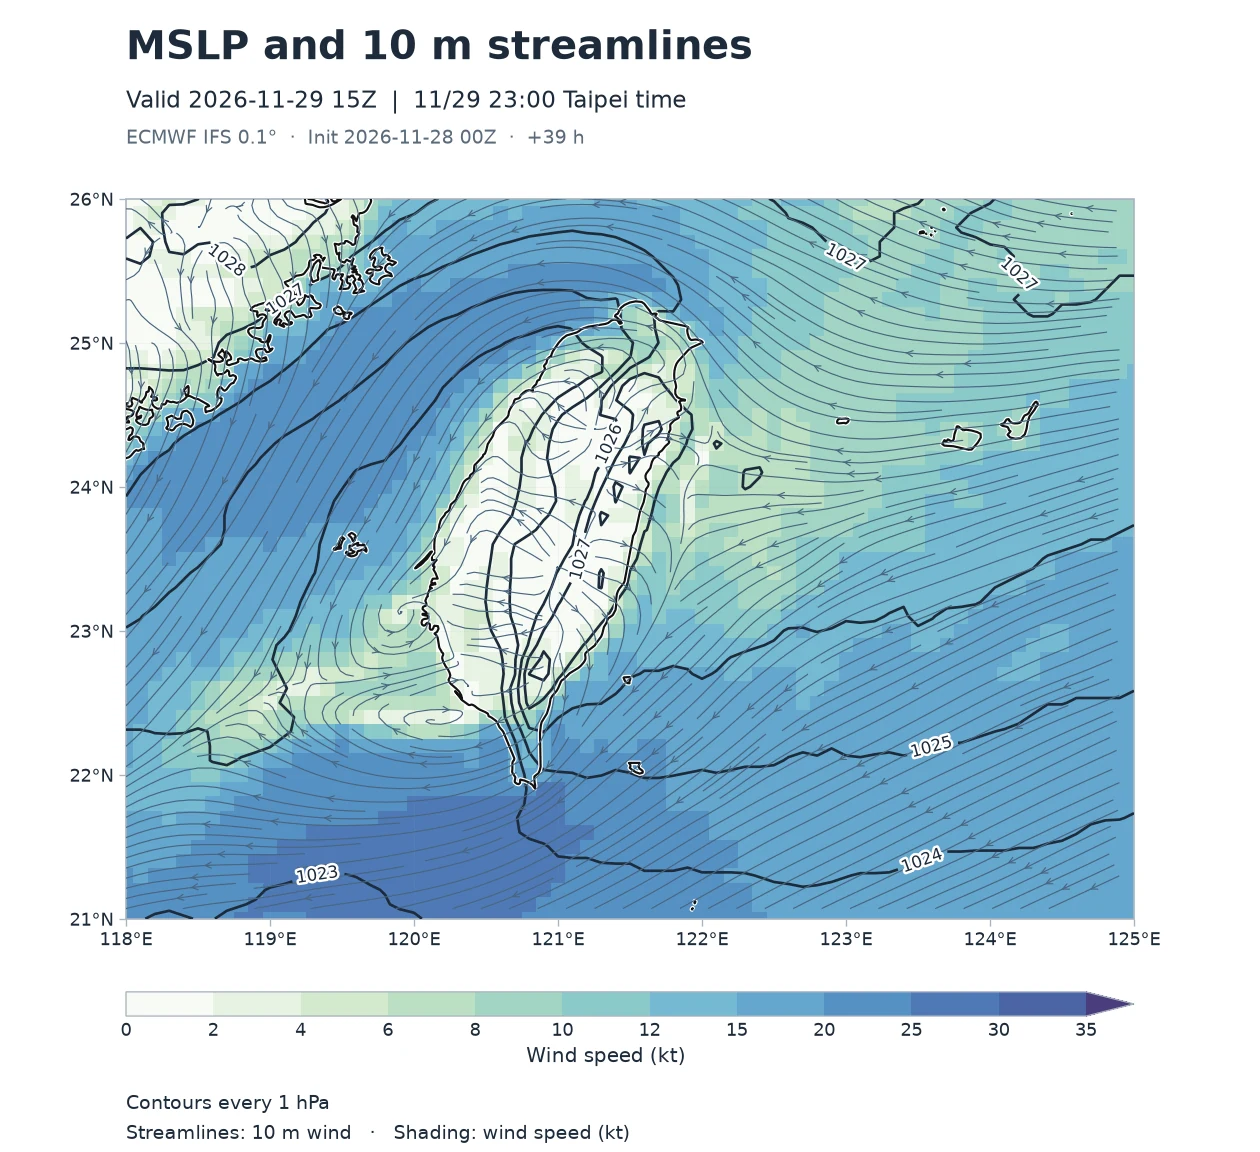 MSLP and 10 m streamlines
Valid 2026-11-29 15Z | 11/29 23:00 Taipei time
ECMWF IFS 0.1° · Init 2026-11-28 00Z · +39 h
26°N
1028
1027
1027
1027
25°N
1026
24°N
1027
23°N
1025
22°N
1024
1023
21°N
118°E 119°E 120°E 121°E 122°E 123°E 124°E 125°E
0 2 4 6 8 10 12 15 20 25 30 35
Wind speed (kt)
Contours every 1 hPa
Streamlines: 10 m wind · Shading: wind speed (kt)